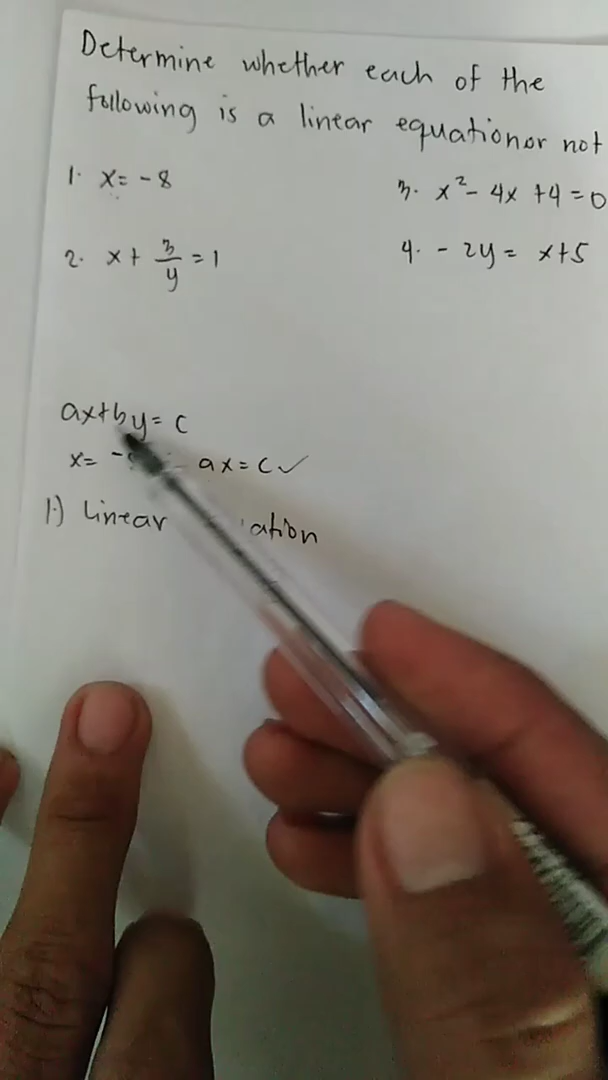 Determine whether each of the
following is a linear equation or not
1. x = -8
3. x² - 4x + 4 = 0
2. x + 3/y = 1
4. - 2y = x + 5
ax + by = c
x = - ax = c ✓
1.) Linear ation